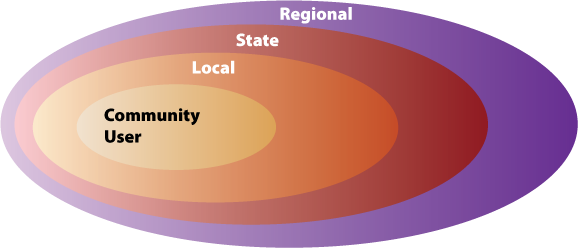 Regional
State
Local
Community
User